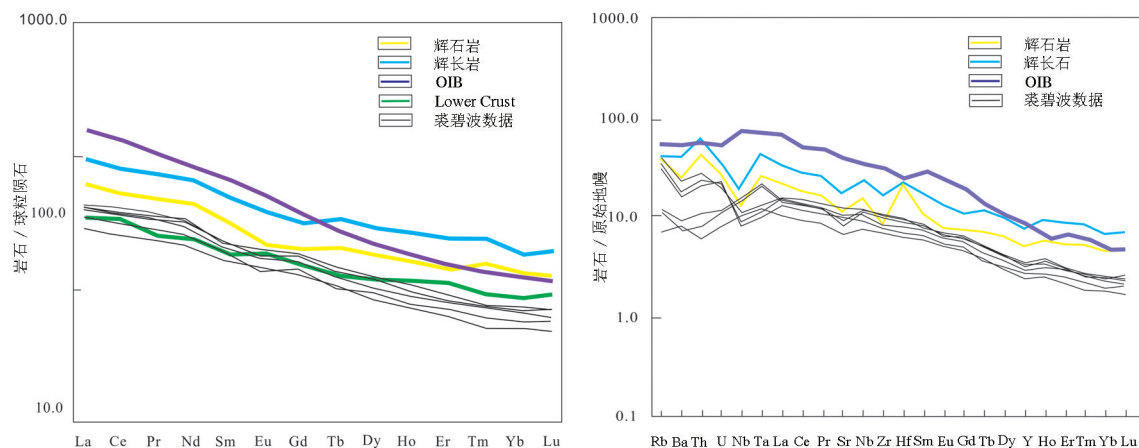 1000.0
辉石岩
辉长岩
OIB
Lower Crust
裘碧波数据
岩石 / 球粒陨石
100.0
10.0
La Ce Pr Nd Sm Eu Gd Tb Dy Ho Er Tm Yb Lu
1000.0
辉石岩
辉长石
OIB
裘碧波数据
岩石 / 原始地幔
100.0
10.0
1.0
0.1
Rb Ba Th U Nb Ta La Ce Pr Sr Nb Zr Hf Sm Eu Gd Tb Dy Y Ho Er Tm Yb Lu